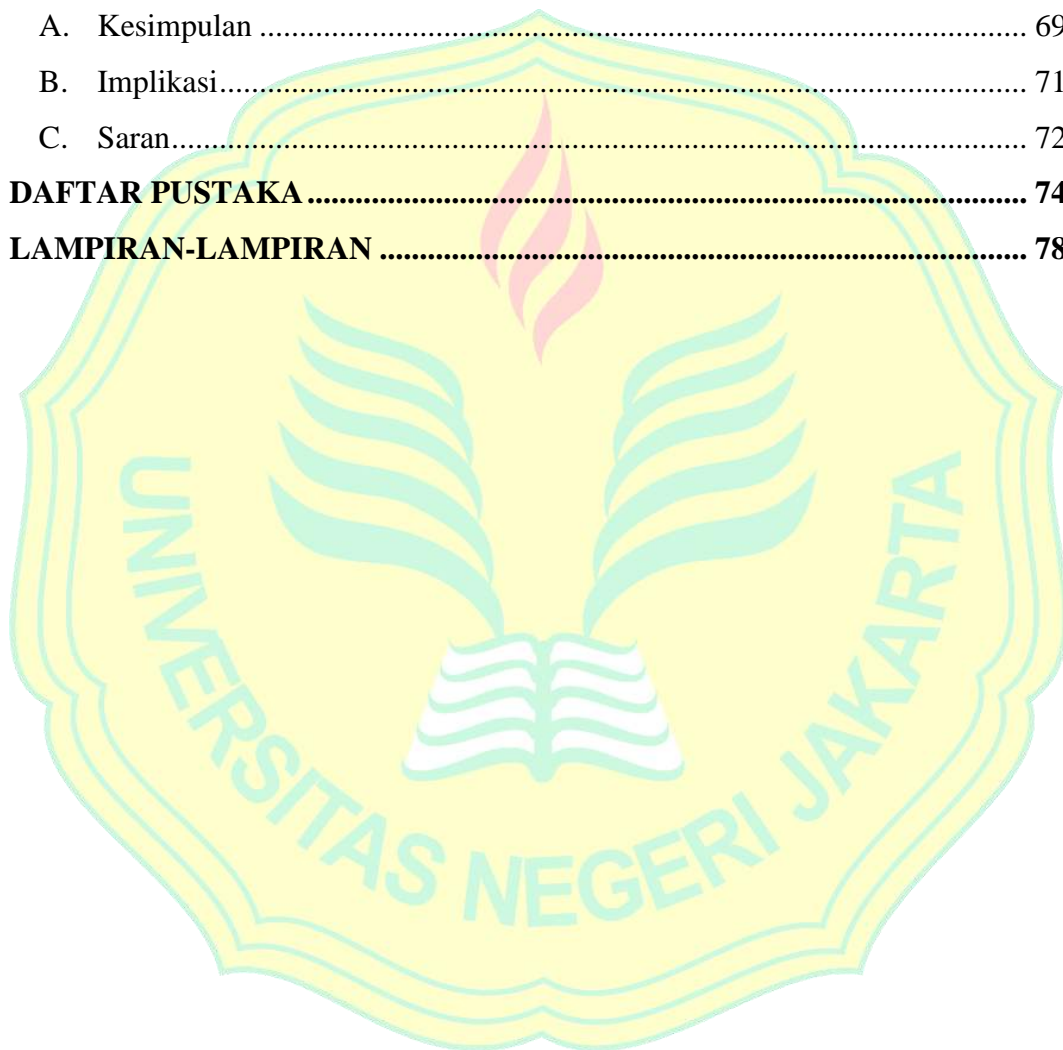 A. Kesimpulan ........................................................................................ 69
B. Implikasi ............................................................................................ 71
C. Saran .................................................................................................. 72
DAFTAR PUSTAKA ................................................................................ 74
LAMPIRAN-LAMPIRAN ........................................................................ 78
UNIVERSITAS NEGERI JAKARTA